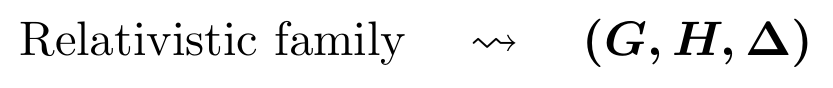 Relativistic family ⇝ (G, H, Δ)